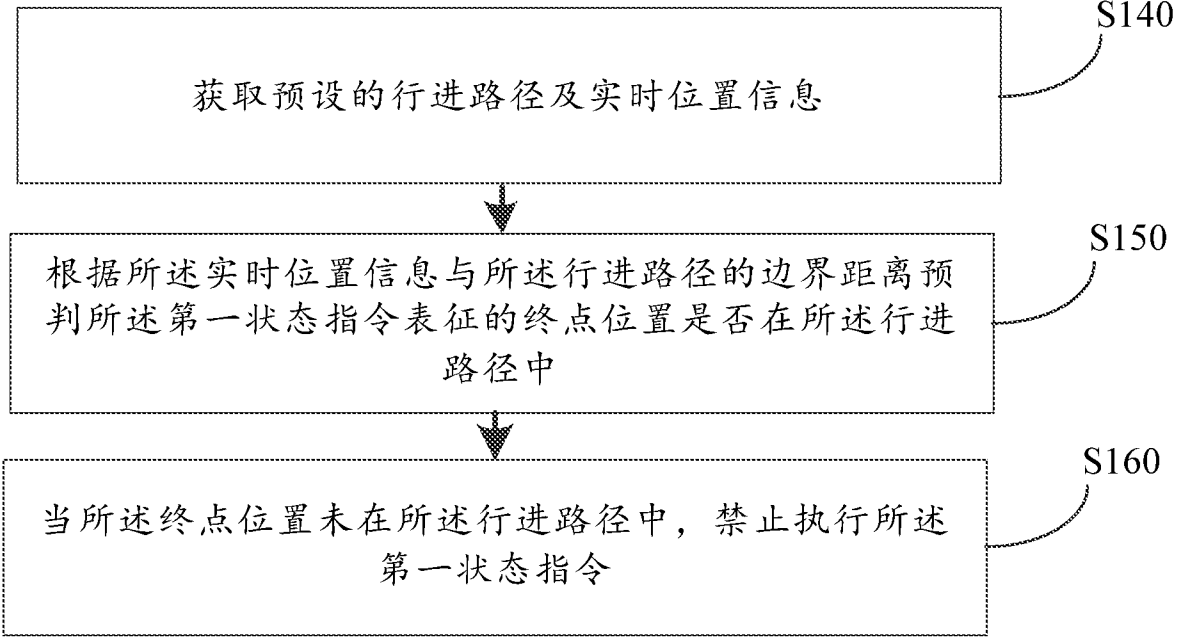 S140
获取预设的行进路径及实时位置信息
S150
根据所述实时位置信息与所述行进路径的边界距离预
判所述第一状态指令表征的终点位置是否在所述行进
路径中
S160
当所述终点位置未在所述行进路径中，禁止执行所述
第一状态指令